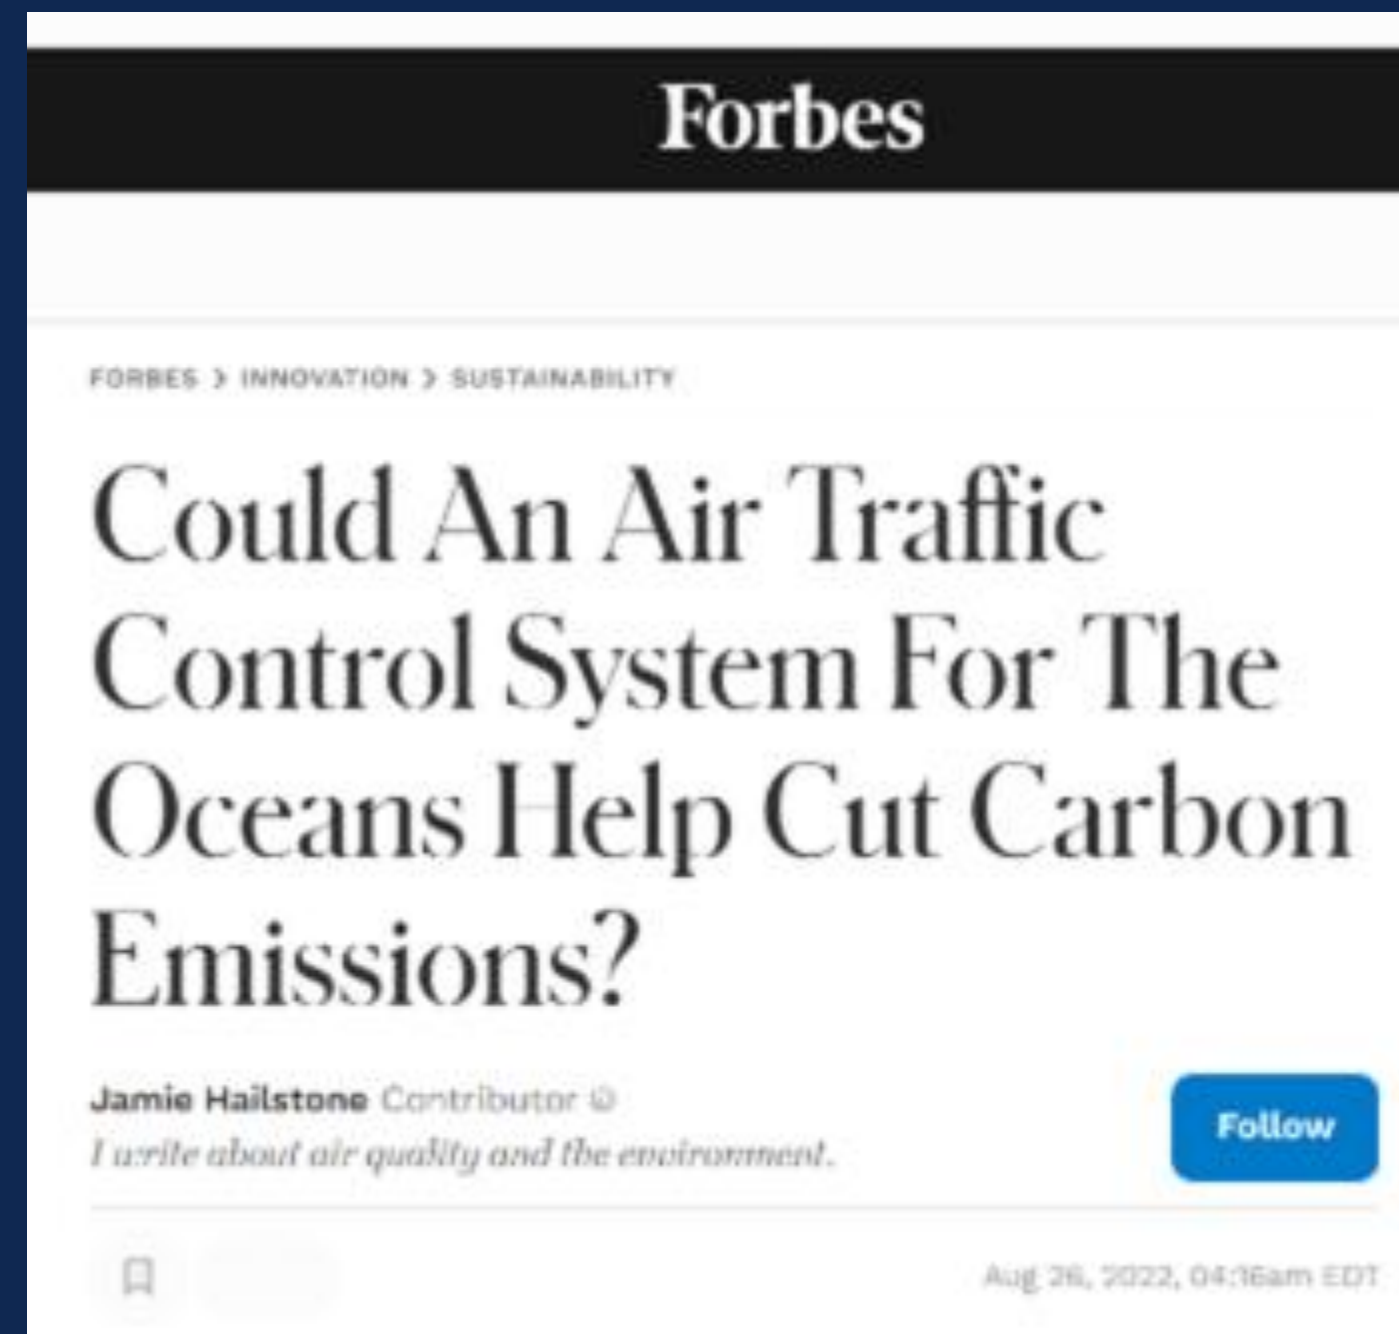 Forbes
FORBES > INNOVATION > SUSTAINABILITY
Could An Air Traffic
Control System For The
Oceans Help Cut Carbon
Emissions?
Jamie Hailstone Contributor
Follow
I write about air quality and the environment.
Aug 26, 2022, 04:16am EDT